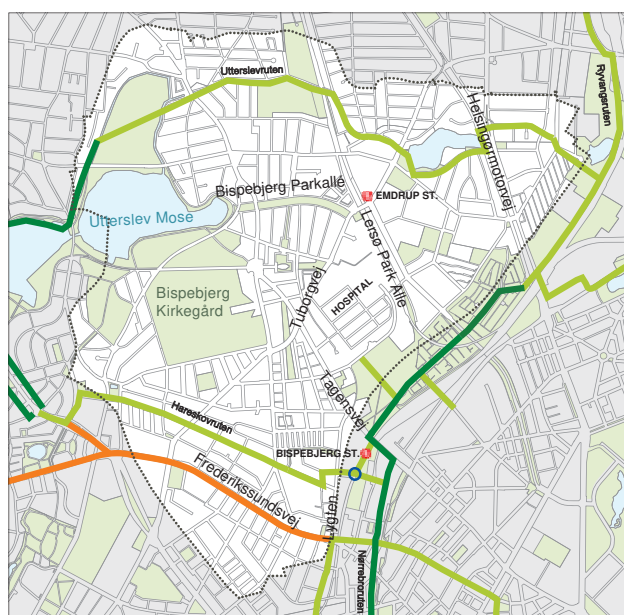 Utterslevruten
Ryvangsruten
Helsingørmotorvej
Bispebjerg Parkallé
EMDRUP ST.
Utterslev Mose
Lersø Park Alle
Bispebjerg
Kirkegård
Tuborgvej
HOSPITAL
Tagensvej
Hareskovruten
BISPEBJERG ST.
Frederikssundsvej
Lygten
Nørrebroruten